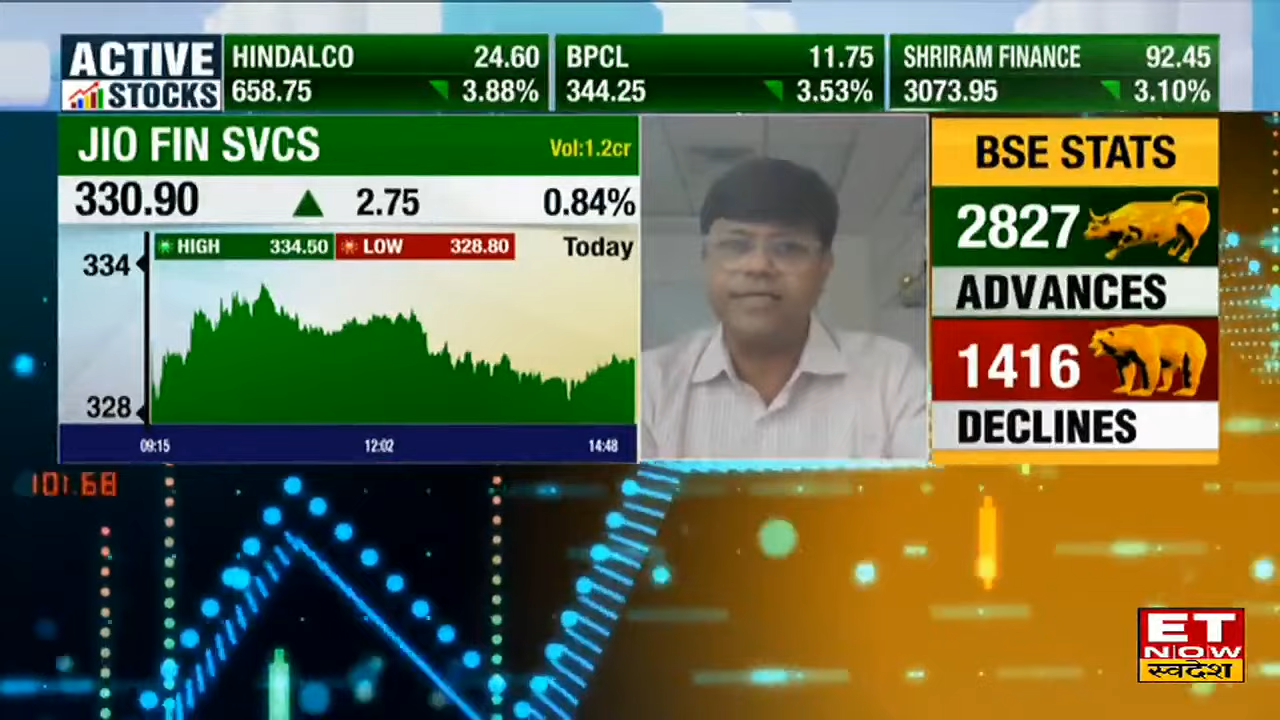 ACTIVE
STOCKS
HINDALCO 24.60
658.75 3.88%
BPCL 11.75
344.25 3.53%
SHRIRAM FINANCE 92.45
3073.95 3.10%
JIO FIN SVCS Vol:1.2cr
330.90 2.75 0.84%
HIGH 334.50 LOW 328.80 Today
334
328
09:15 12:02 14:48
BSE STATS
2827
ADVANCES
1416
DECLINES
101.68
ET
NOW
स्वदेश